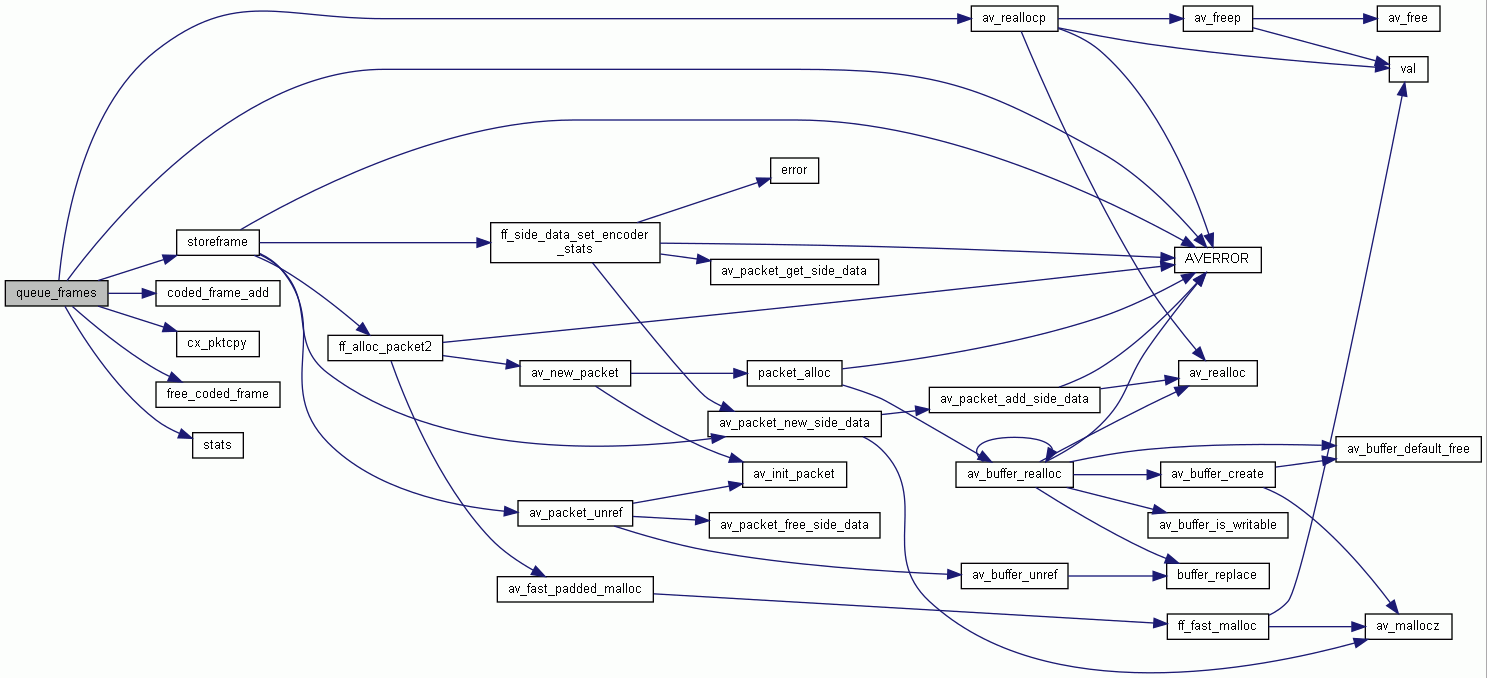 av_reallocp
av_freep
av_free
val
error
storeframe
ff_side_data_set_encoder
_stats
AVERROR
av_packet_get_side_data
queue_frames
coded_frame_add
cx_pktcpy
ff_alloc_packet2
av_new_packet
packet_alloc
av_realloc
free_coded_frame
av_packet_add_side_data
av_packet_new_side_data
stats
av_buffer_default_free
av_init_packet
av_buffer_realloc
av_buffer_create
av_packet_unref
av_packet_free_side_data
av_buffer_is_writable
av_buffer_unref
buffer_replace
av_fast_padded_malloc
ff_fast_malloc
av_mallocz